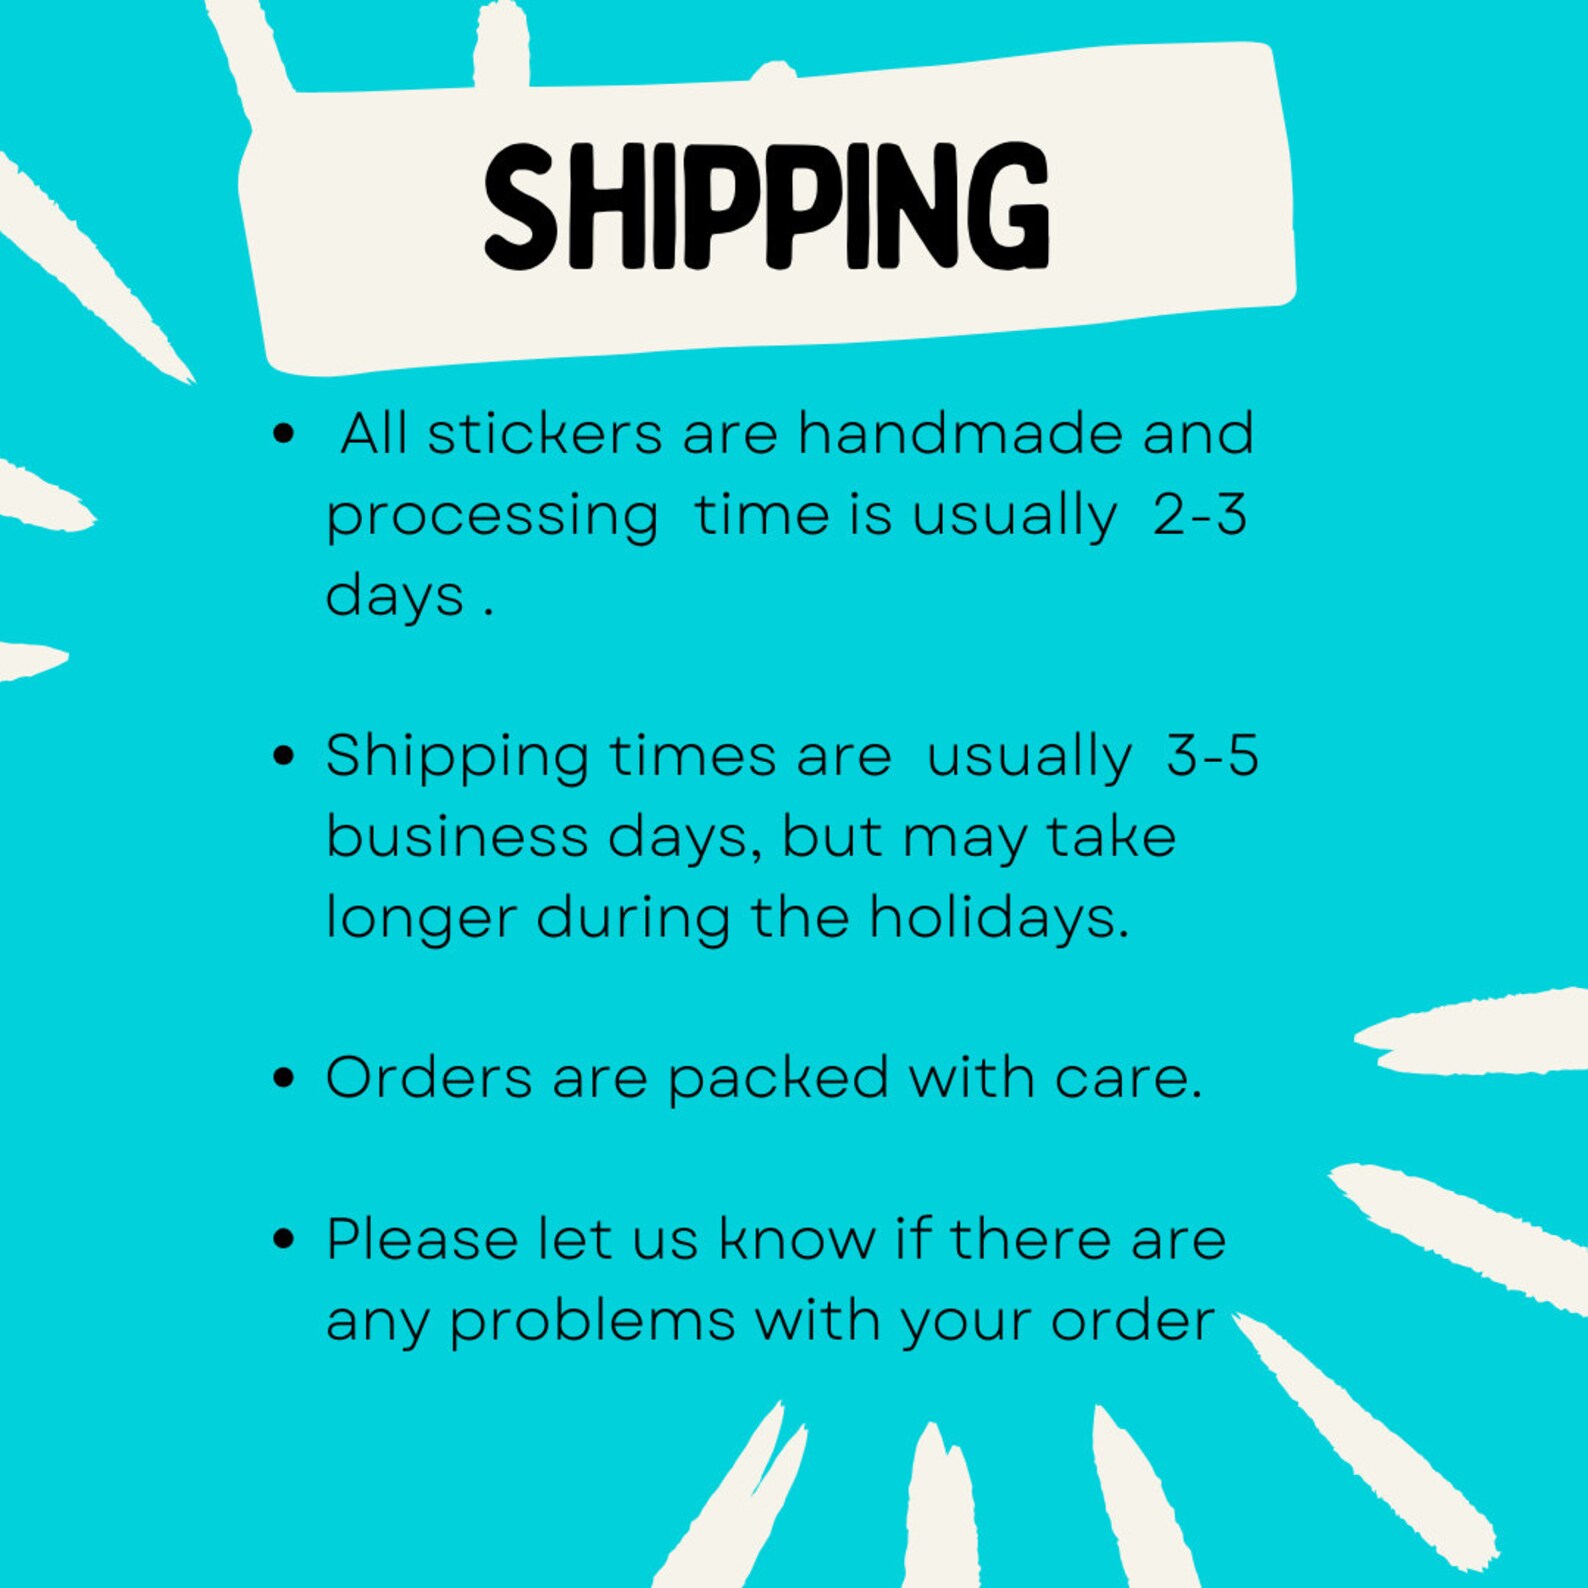 SHIPPING
• All stickers are handmade and
processing time is usually 2-3
days .
• Shipping times are usually 3-5
business days, but may take
longer during the holidays.
• Orders are packed with care.
• Please let us know if there are
any problems with your order